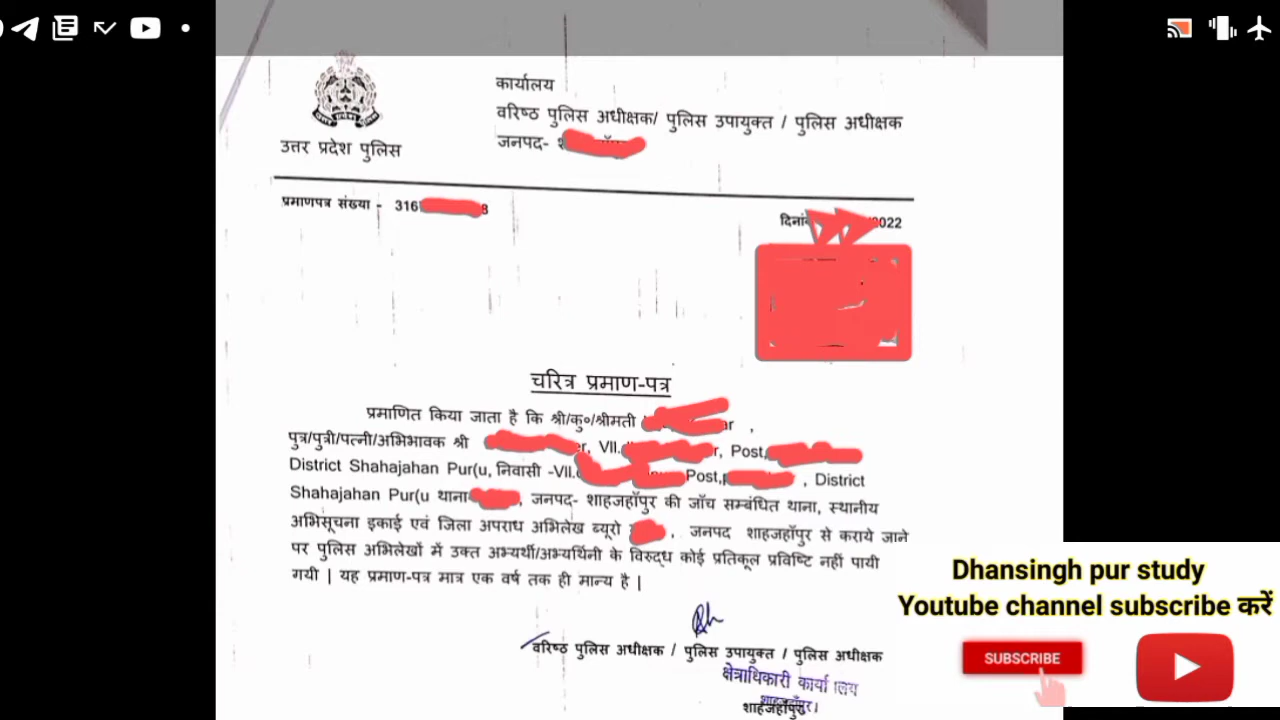 कार्यालय
वरिष्ठ पुलिस अधीक्षक/ पुलिस उपायुक्त / पुलिस अधीक्षक
उत्तर प्रदेश पुलिस
जनपद-
प्रमाणपत्र संख्या - 316 8
2022
चरित्र प्रमाण-पत्र
प्रमाणित किया जाता है कि श्री/कु०/श्रीमती ,
पुत्र/पुत्री/पत्नी/अभिभावक श्री , Vll. , Post,
District Shahajahan Pur(u, निवासी -Vll. Post, , District
Shahajahan Pur(u थाना , जनपद- शाहजहाँपुर की जाँच सम्बंधित थाना, स्थानीय
अभिसूचना इकाई एवं जिला अपराध अभिलेख ब्यूरो , जनपद शाहजहाँपुर से कराये जाने
पर पुलिस अभिलेखों में उक्त अभ्यर्थी/अभ्यर्थिनी के विरुद्ध कोई प्रतिकूल प्रविष्टि नहीं पायी
गयी | यह प्रमाण-पत्र मात्र एक वर्ष तक ही मान्य है |
वरिष्ठ पुलिस अधीक्षक / पुलिस उपायुक्त / पुलिस अधीक्षक
क्षेत्राधिकारी कार्यालय
शाहजहाँपुर।
शाहजहाँपुर
Dhansingh pur study
Youtube channel subscribe करें
SUBSCRIBE